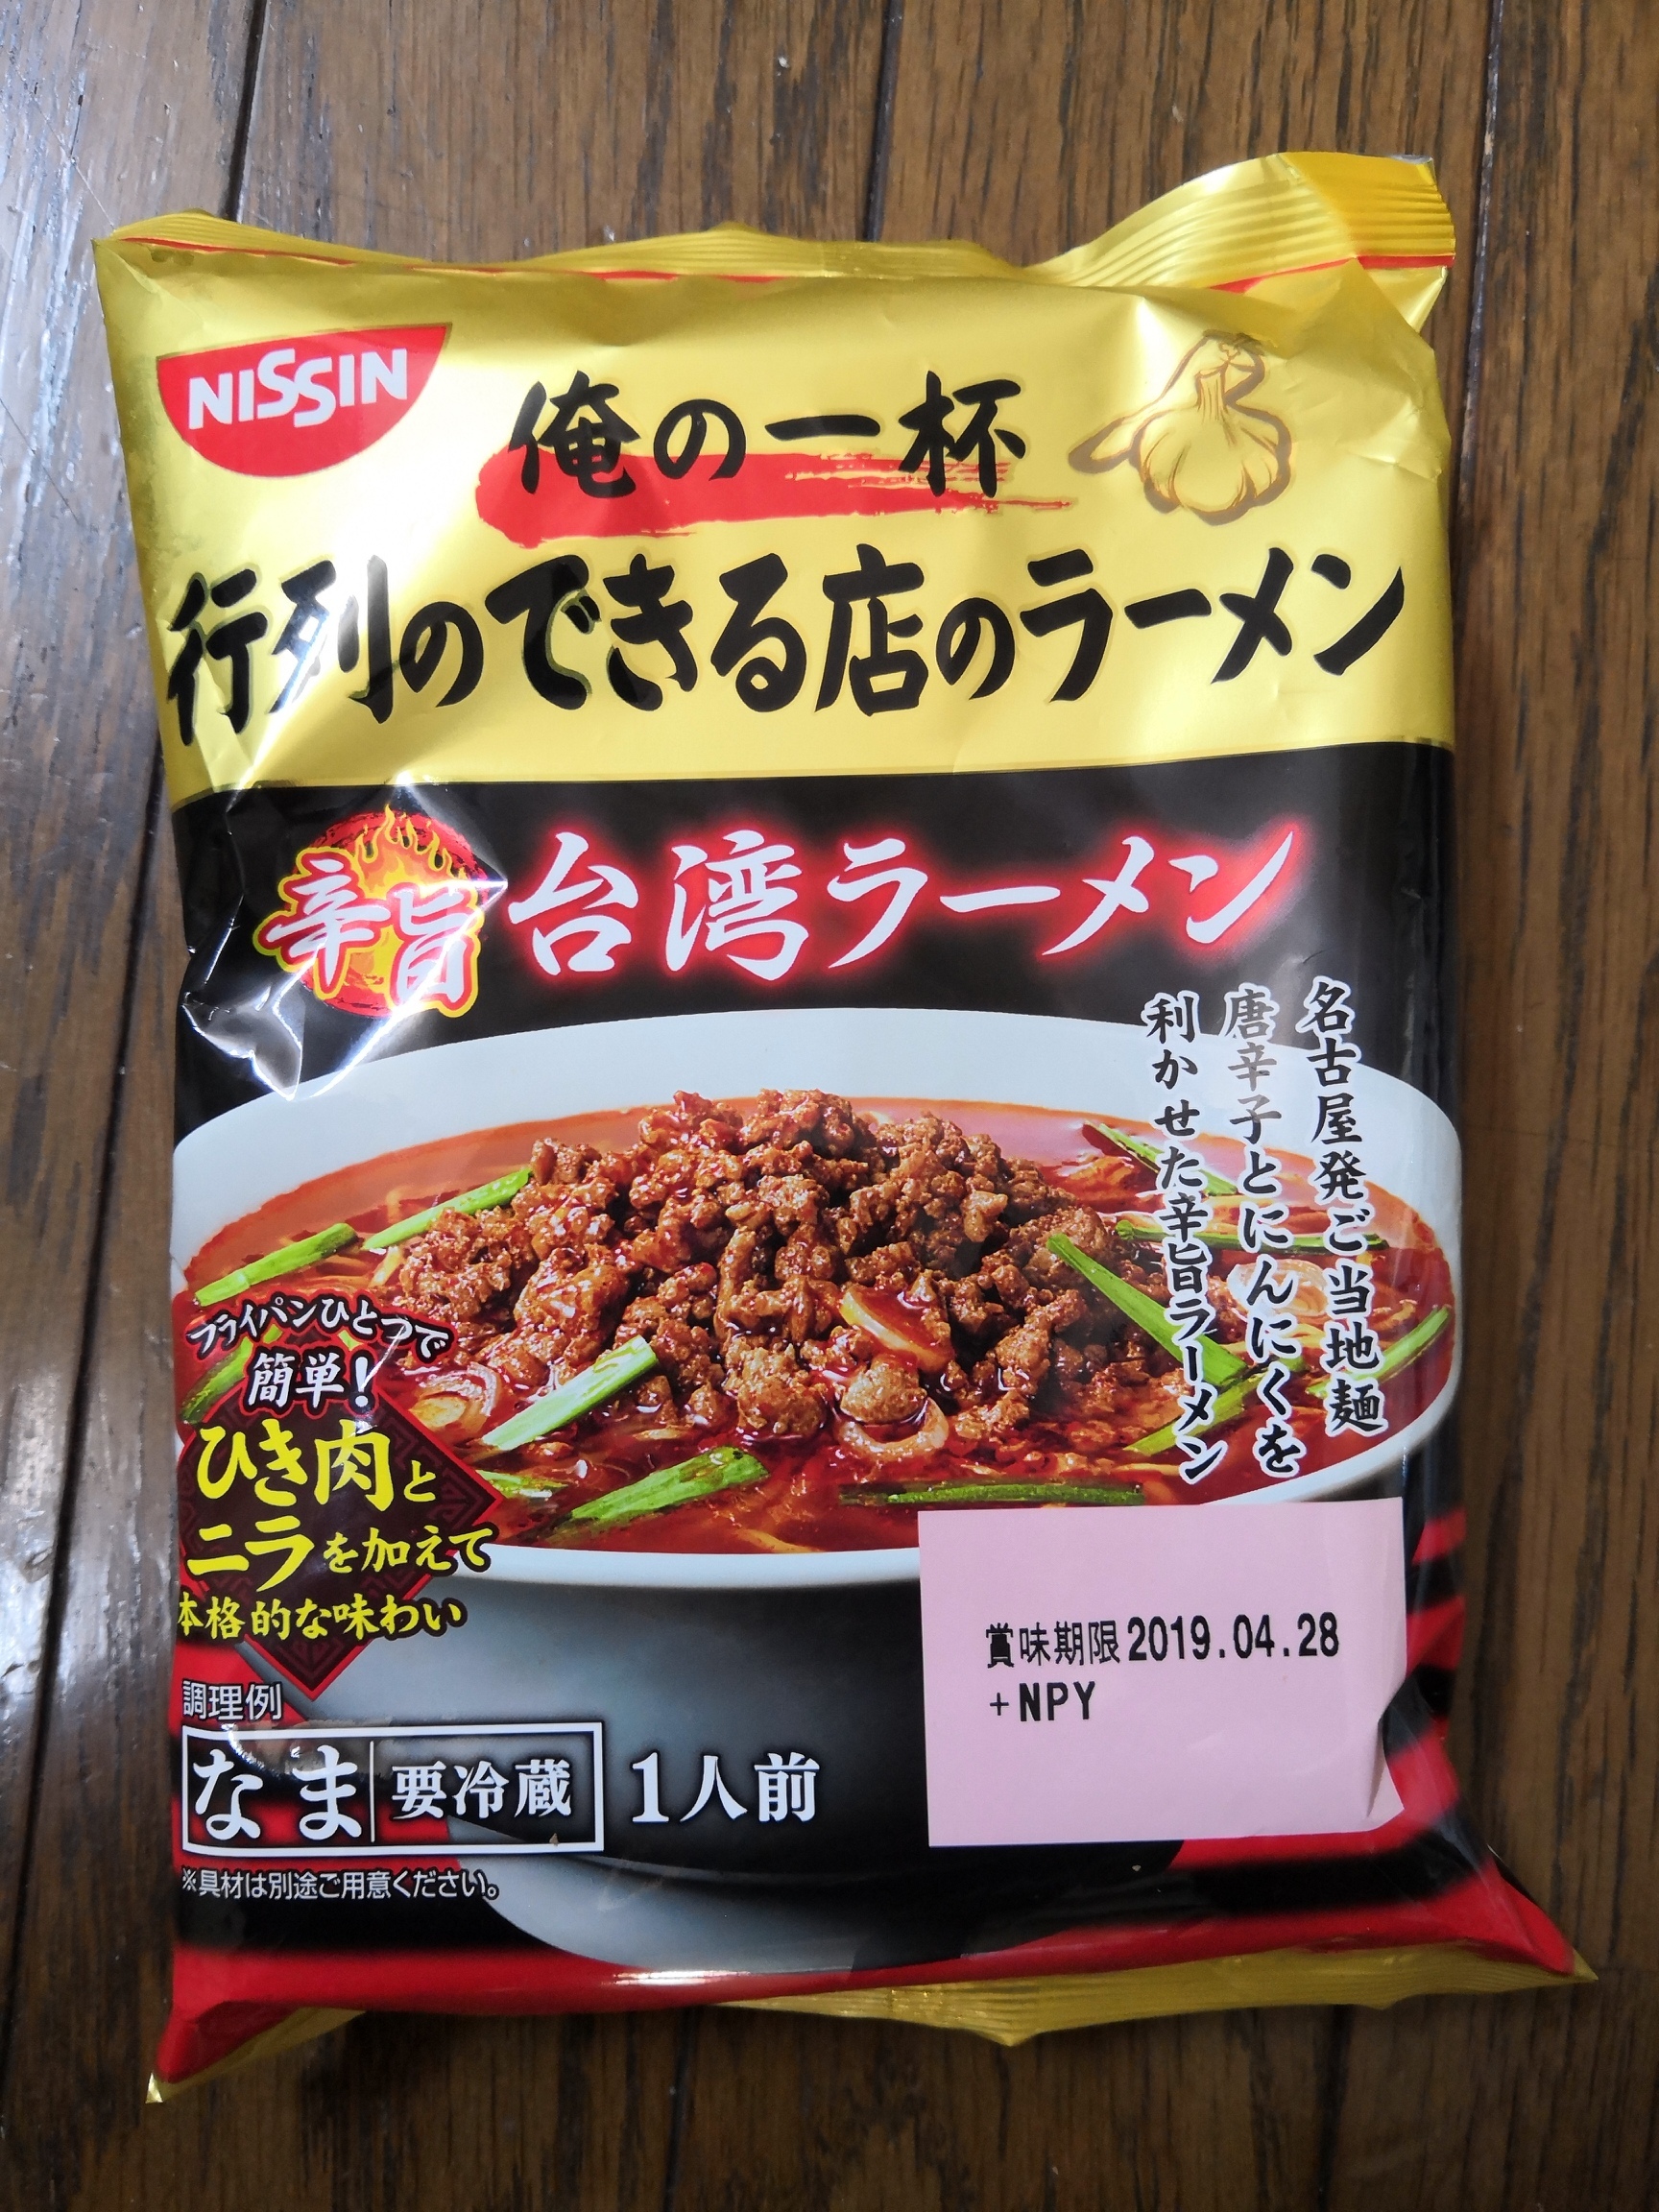 NISSIN
俺の一杯
行列のできる店のラーメン
辛旨
台湾ラーメン
名古屋発ご当地麺
唐辛子とにんにくを
利かせた辛旨ラーメン
フライパンひとつで
簡単!
ひき肉と
ニラを加えて
本格的な味わい
賞味期限2019.04.28
+NPY
調理例
なま 要冷蔵 1人前
※具材は別途ご用意ください。